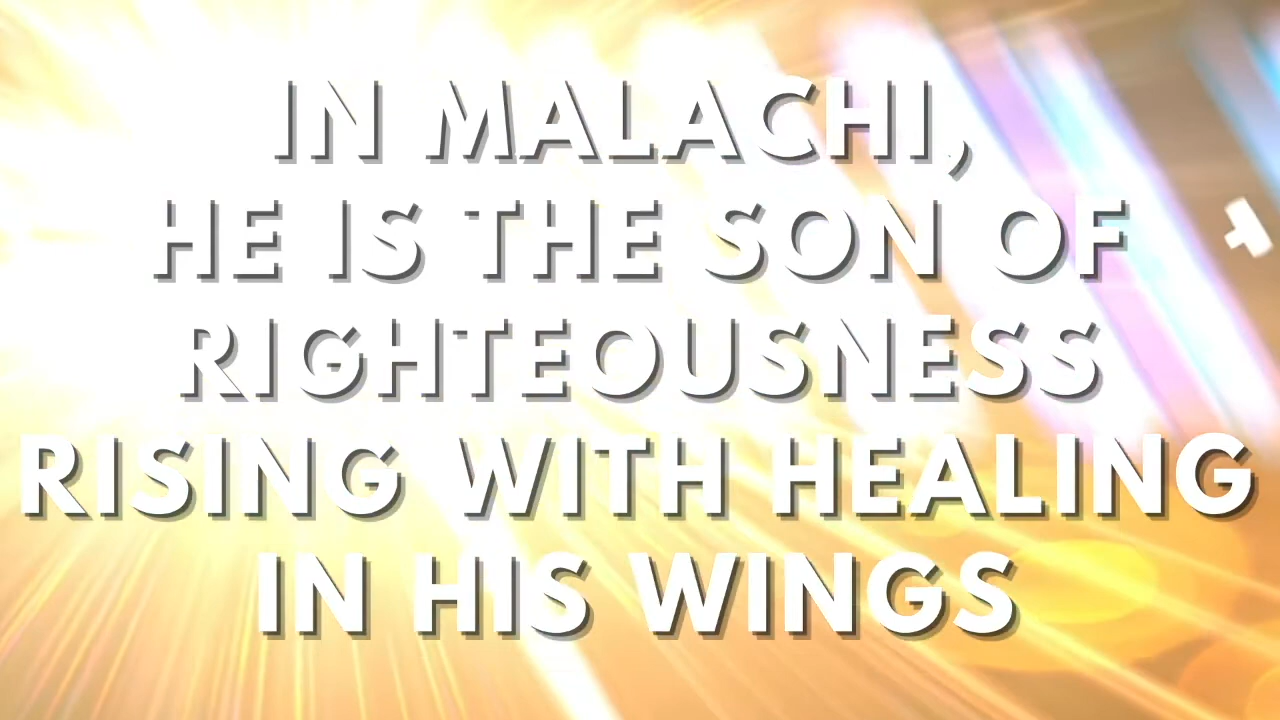 IN MALACHI,
HE IS THE SON OF
RIGHTEOUSNESS
RISING WITH HEALING
IN HIS WINGS